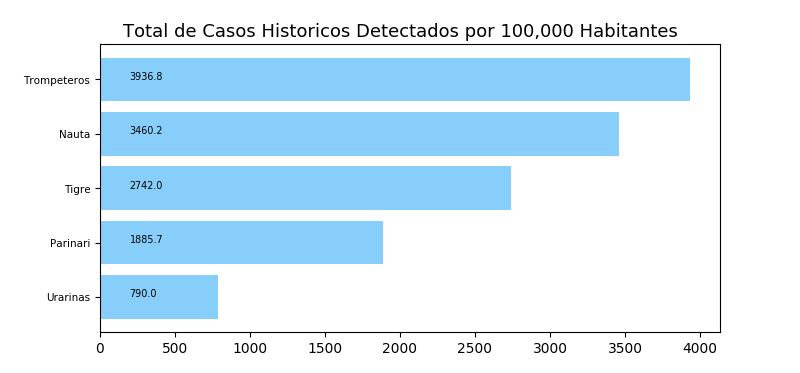 Total de Casos Historicos Detectados por 100,000 Habitantes
Trompeteros 3936.8
Nauta 3460.2
Tigre 2742.0
Parinari 1885.7
Urarinas 790.0
0 500 1000 1500 2000 2500 3000 3500 4000